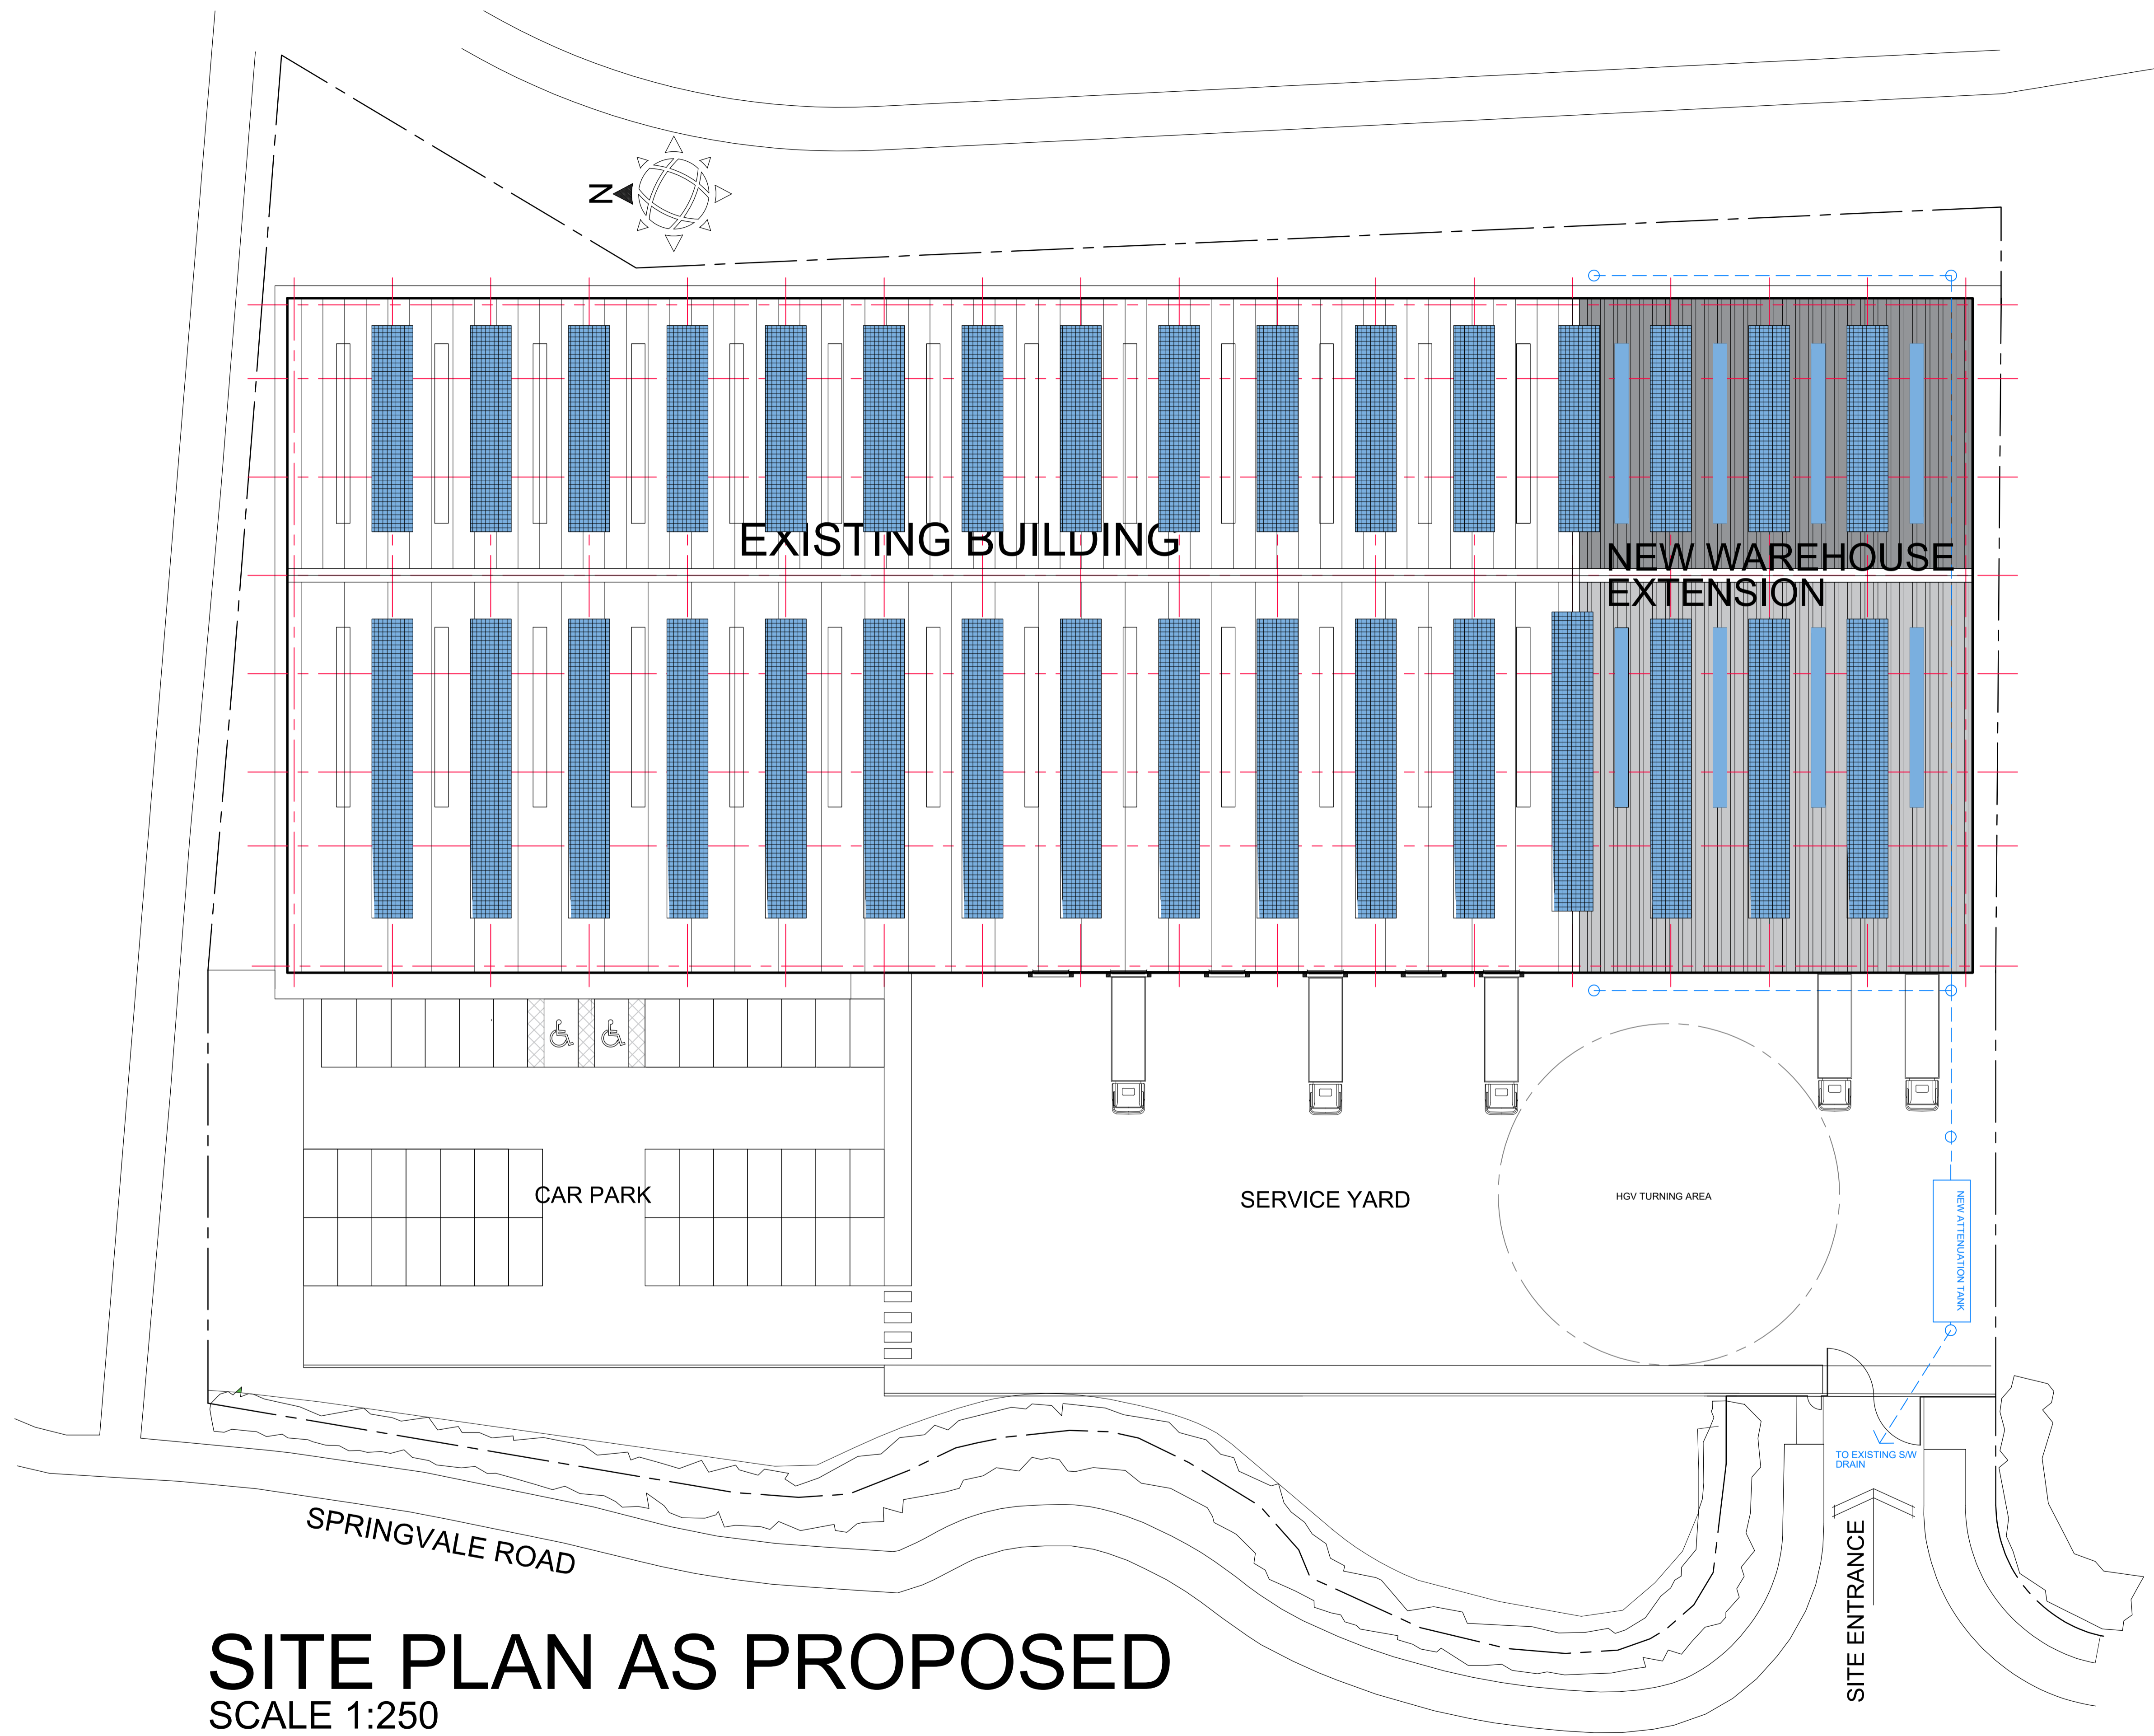 N
EXISTING BUILDING
NEW WAREHOUSE
EXTENSION
CAR PARK
SERVICE YARD
HGV TURNING AREA
NEW ATTENUATION TANK
TO EXISTING S/W
DRAIN
SITE ENTRANCE
SPRINGVALE ROAD
SITE PLAN AS PROPOSED
SCALE 1:250